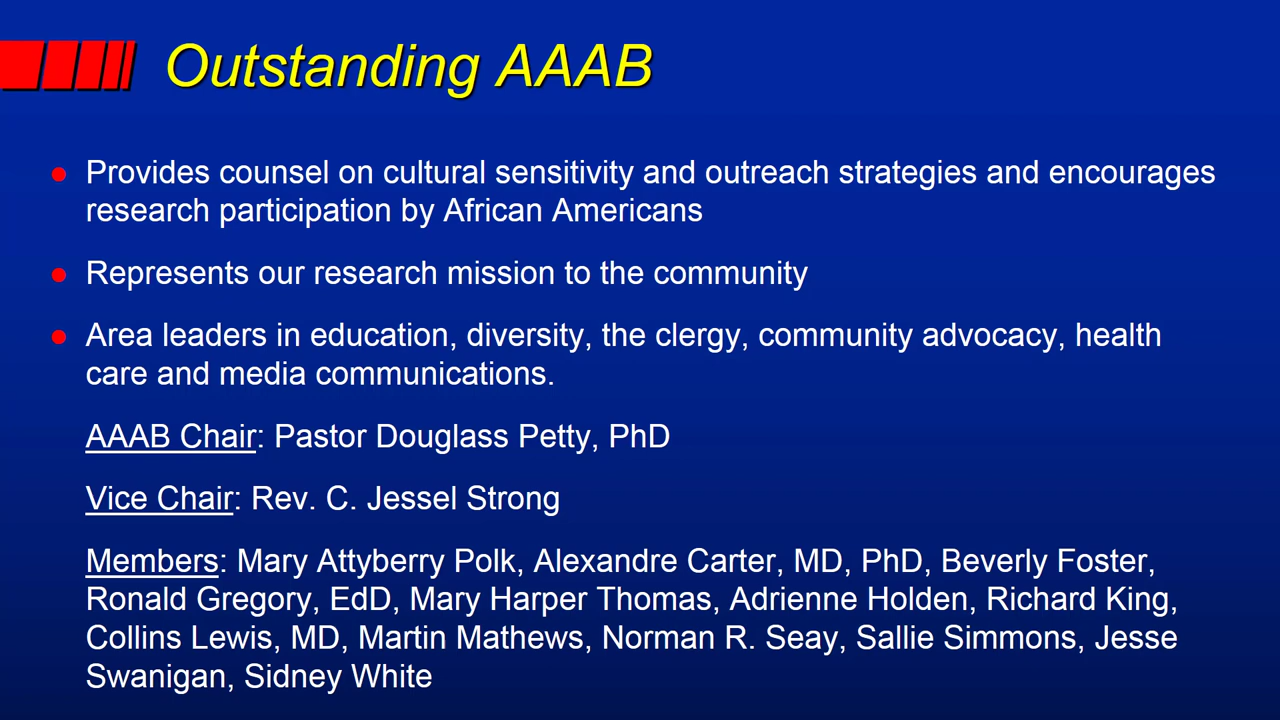 Outstanding AAAB
Provides counsel on cultural sensitivity and outreach strategies and encourages
research participation by African Americans
Represents our research mission to the community
Area leaders in education, diversity, the clergy, community advocacy, health
care and media communications.
AAAB Chair: Pastor Douglass Petty, PhD
Vice Chair: Rev. C. Jessel Strong
Members: Mary Attyberry Polk, Alexandre Carter, MD, PhD, Beverly Foster,
Ronald Gregory, EdD, Mary Harper Thomas, Adrienne Holden, Richard King,
Collins Lewis, MD, Martin Mathews, Norman R. Seay, Sallie Simmons, Jesse
Swanigan, Sidney White